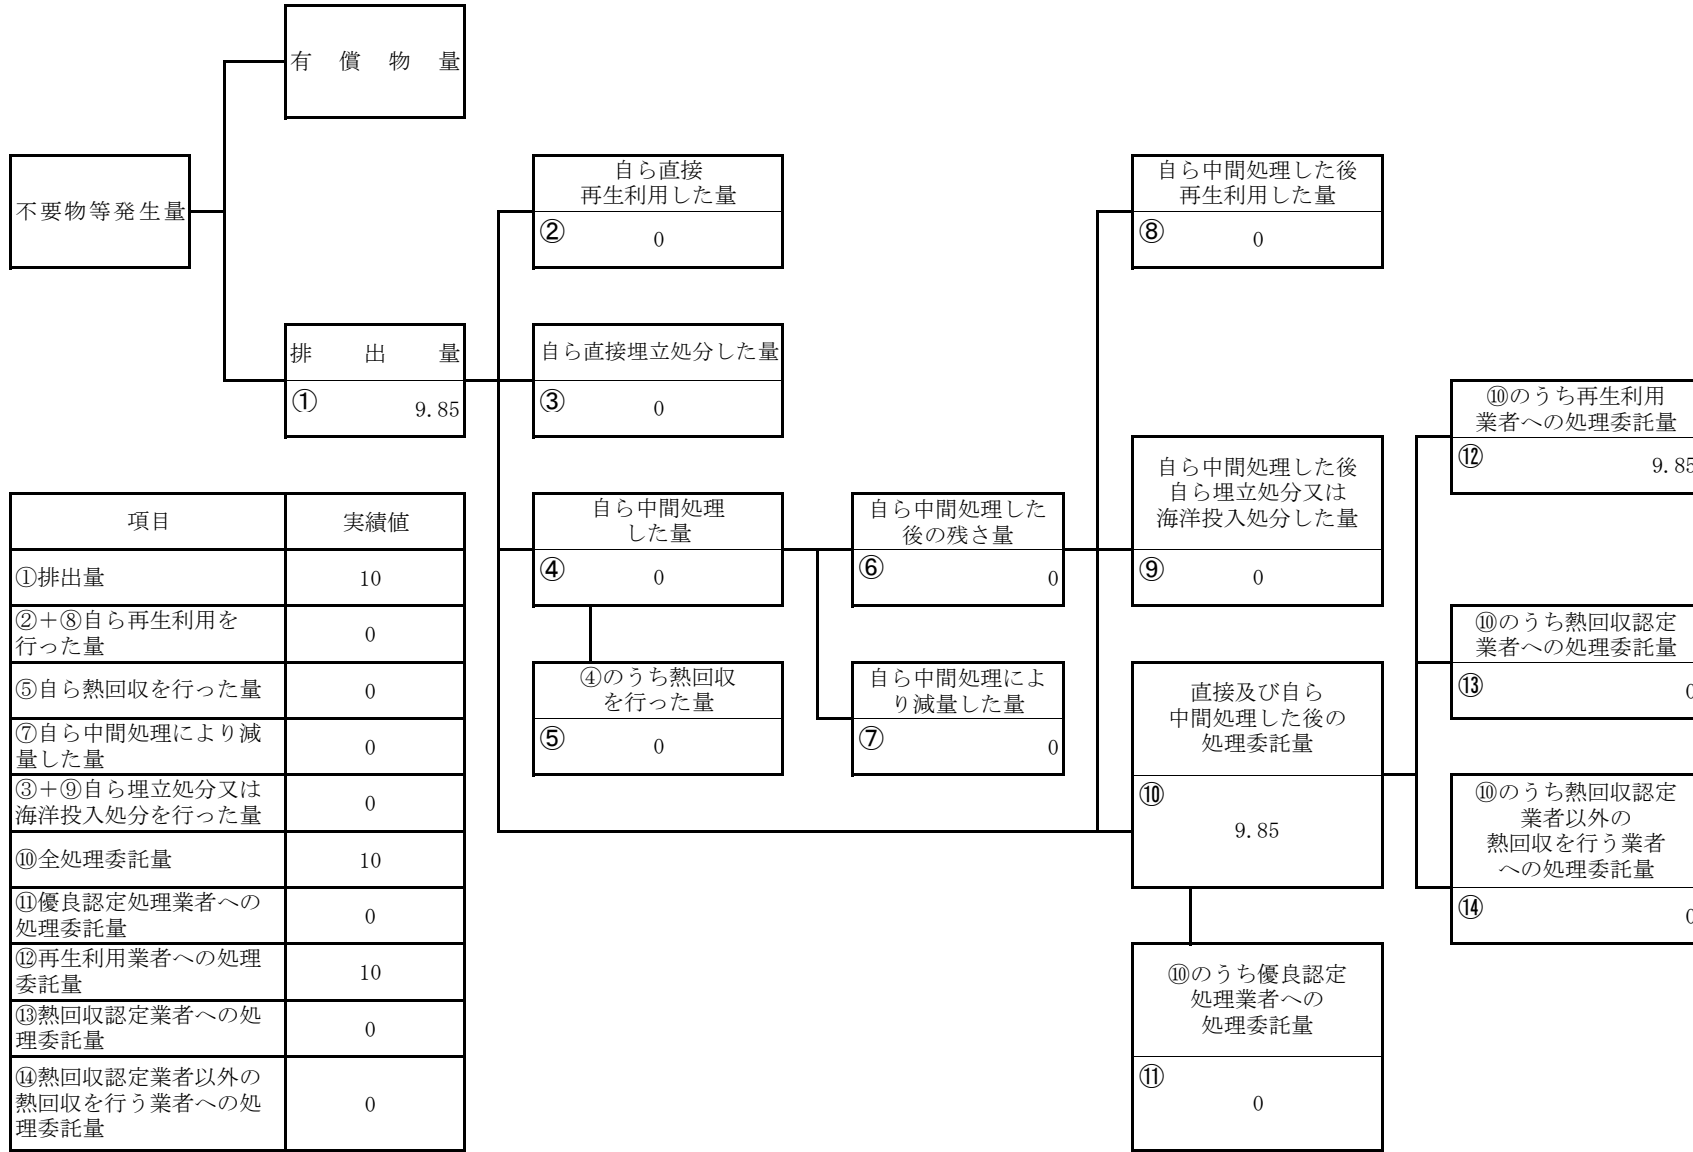 有償物量
不要物等発生量
排出量
①
9.85
自ら直接
再生利用した量
②
0
自ら直接埋立処分した量
③
0
自ら中間処理
した量
④
0
④のうち熱回収
を行った量
⑤
0
自ら中間処理した
後の残さ量
⑥
0
自ら中間処理によ
り減量した量
⑦
0
自ら中間処理した後
再生利用した量
⑧
0
自ら中間処理した後
自ら埋立処分又は
海洋投入処分した量
⑨
0
直接及び自ら
中間処理した後の
処理委託量
⑩
9.85
⑩のうち優良認定
処理業者への
処理委託量
⑪
0
⑩のうち再生利用
業者への処理委託量
⑫
9.85
⑩のうち熱回収認定
業者への処理委託量
⑬
0
⑩のうち熱回収認定
業者以外の
熱回収を行う業者
への処理委託量
⑭
0
項目 実績値
①排出量 10
②+⑧自ら再生利用を
行った量 0
⑤自ら熱回収を行った量 0
⑦自ら中間処理により減
量した量 0
③+⑨自ら埋立処分又は
海洋投入処分を行った量 0
⑩全処理委託量 10
⑪優良認定処理業者への
処理委託量 0
⑫再生利用業者への処理
委託量 10
⑬熱回収認定業者への処
理委託量 0
⑭熱回収認定業者以外の
熱回収を行う業者への処
理委託量 0